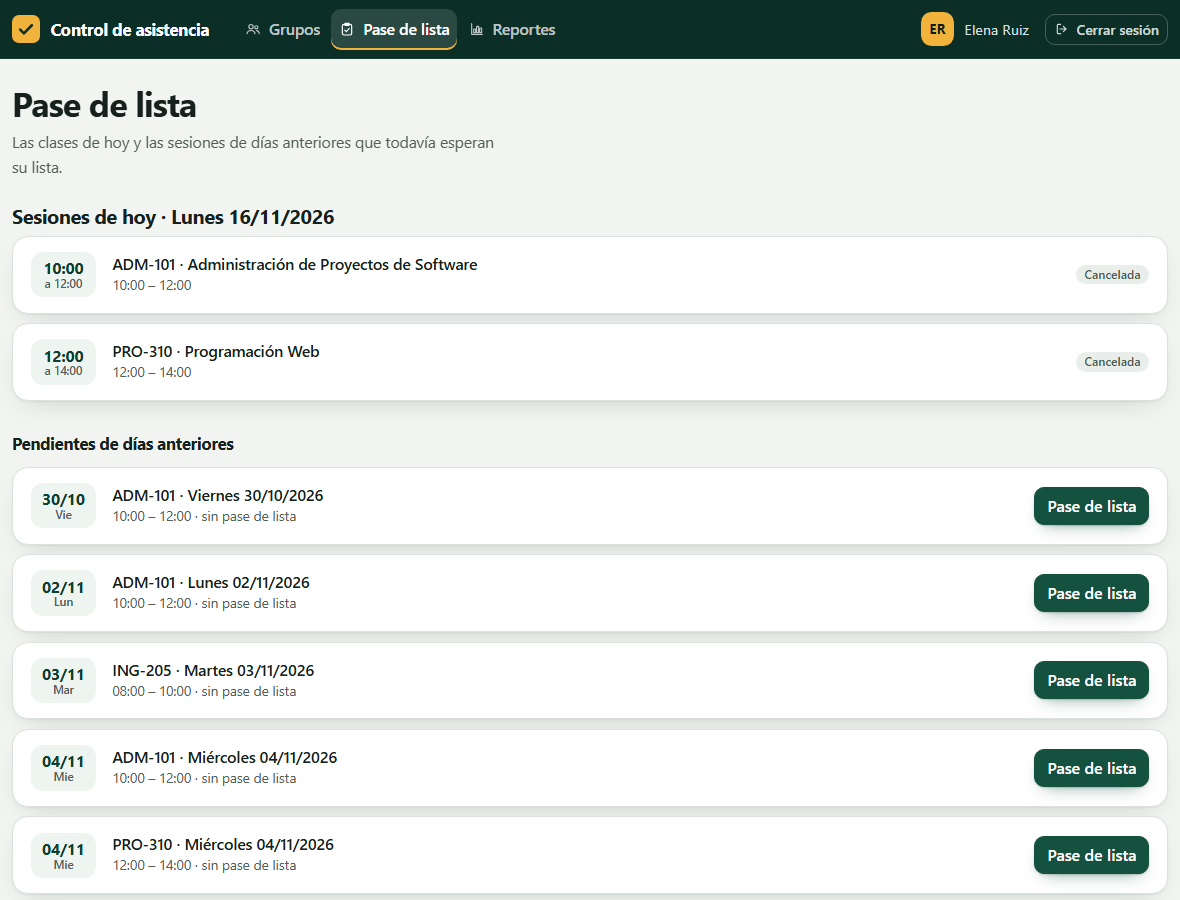 Control de asistencia
Grupos
Pase de lista
Reportes
ER
Elena Ruiz
Cerrar sesión
Pase de lista
Las clases de hoy y las sesiones de días anteriores que todavía esperan
su lista.
Sesiones de hoy · Lunes 16/11/2026
10:00
a 12:00
ADM-101 · Administración de Proyectos de Software
10:00 – 12:00
Cancelada
12:00
a 14:00
PRO-310 · Programación Web
12:00 – 14:00
Cancelada
Pendientes de días anteriores
30/10
Vie
ADM-101 · Viernes 30/10/2026
10:00 – 12:00 · sin pase de lista
Pase de lista
02/11
Lun
ADM-101 · Lunes 02/11/2026
10:00 – 12:00 · sin pase de lista
Pase de lista
03/11
Mar
ING-205 · Martes 03/11/2026
08:00 – 10:00 · sin pase de lista
Pase de lista
04/11
Mie
ADM-101 · Miércoles 04/11/2026
10:00 – 12:00 · sin pase de lista
Pase de lista
04/11
Mie
PRO-310 · Miércoles 04/11/2026
12:00 – 14:00 · sin pase de lista
Pase de lista